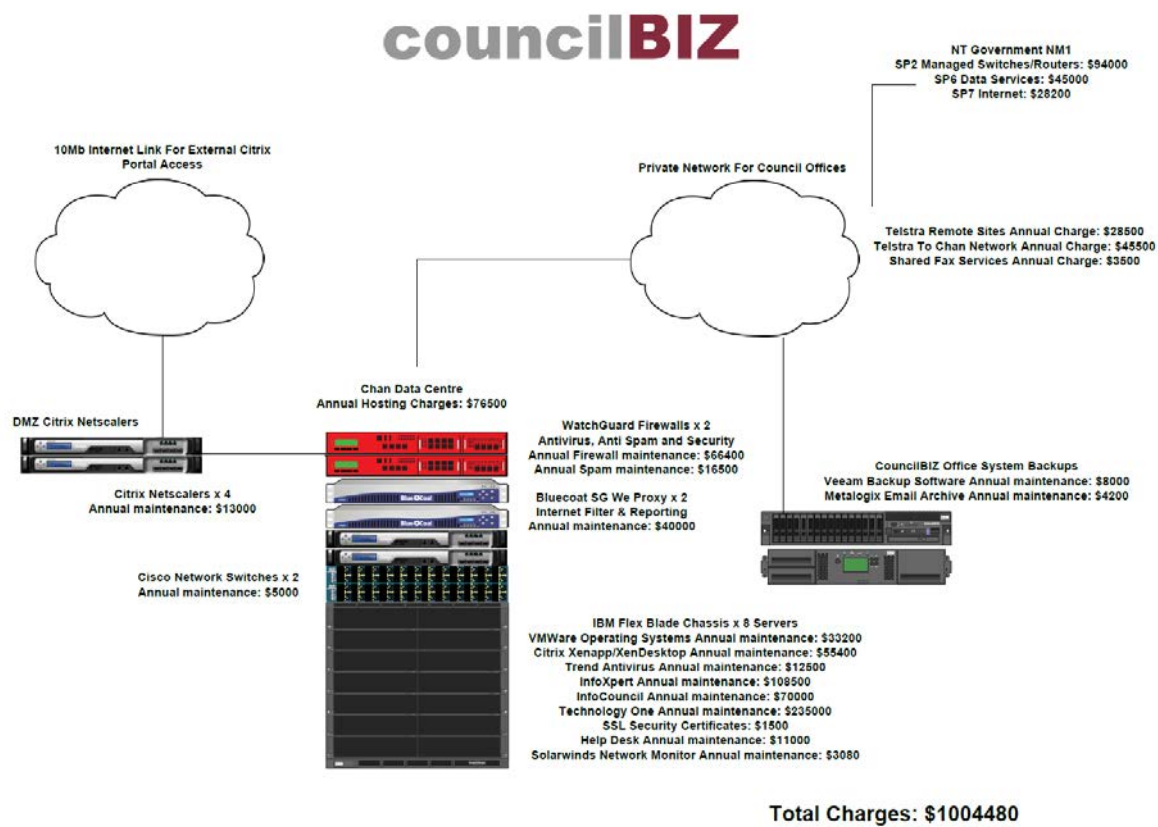 councilBIZ
NT Government NM1
SP2 Managed Switches/Routers: $94000
SP6 Data Services: $45000
SP7 Internet: $28200
10Mb Internet Link For External Citrix
Portal Access
Private Network For Council Offices
Telstra Remote Sites Annual Charge: $28500
Telstra To Chan Network Annual Charge: $45500
Shared Fax Services Annual Charge: $3500
Chan Data Centre
Annual Hosting Charges: $76500
DMZ Citrix Netscalers
WatchGuard Firewalls x 2
Antivirus, Anti Spam and Security
Annual Firewall maintenance: $66400
Annual Spam maintenance: $16500
Citrix Netscalers x 4
Annual maintenance: $13000
Bluecoat SG We Proxy x 2
Internet Filter & Reporting
Annual maintenance: $40000
Blue Coat
Blue Coat
CouncilBIZ Office System Backups
Veeam Backup Software Annual maintenance: $8000
Metalogix Email Archive Annual maintenance: $4200
Cisco Network Switches x 2
Annual maintenance: $5000
IBM Flex Blade Chassis x 8 Servers
VMWare Operating Systems Annual maintenance: $33200
Citrix Xenapp/XenDesktop Annual maintenance: $55400
Trend Antivirus Annual maintenance: $12500
InfoXpert Annual maintenance: $108500
InfoCouncil Annual maintenance: $70000
Technology One Annual maintenance: $235000
SSL Security Certificates: $1500
Help Desk Annual maintenance: $11000
Solarwinds Network Monitor Annual maintenance: $3080
Total Charges: $1004480